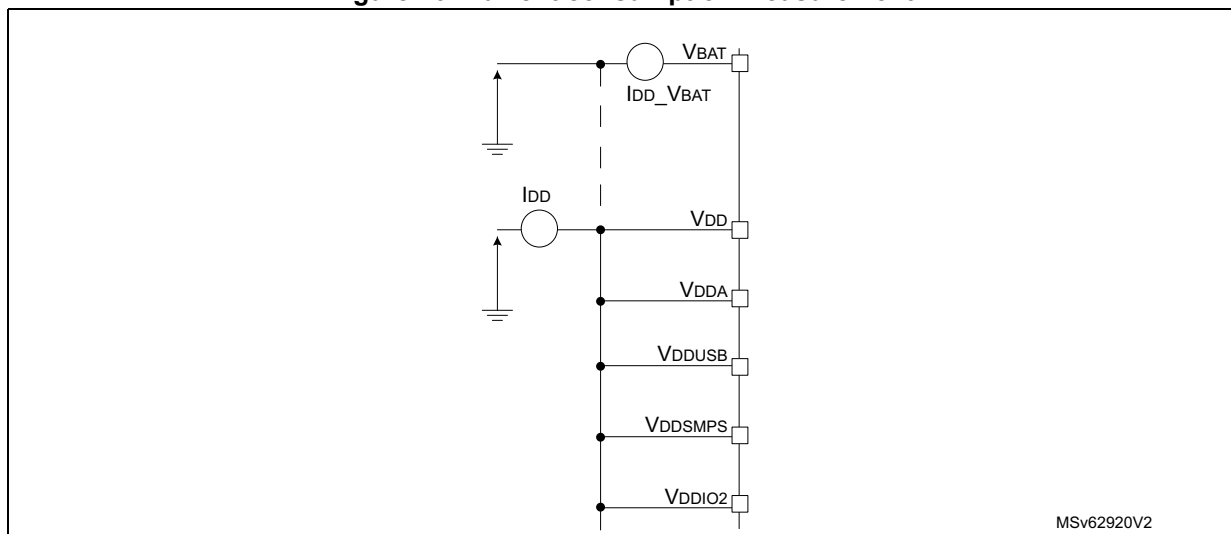 VBAT
IDD_VBAT
IDD
VDD
VDDA
VDDUSB
VDDSMPS
VDDIO2
MSv62920V2